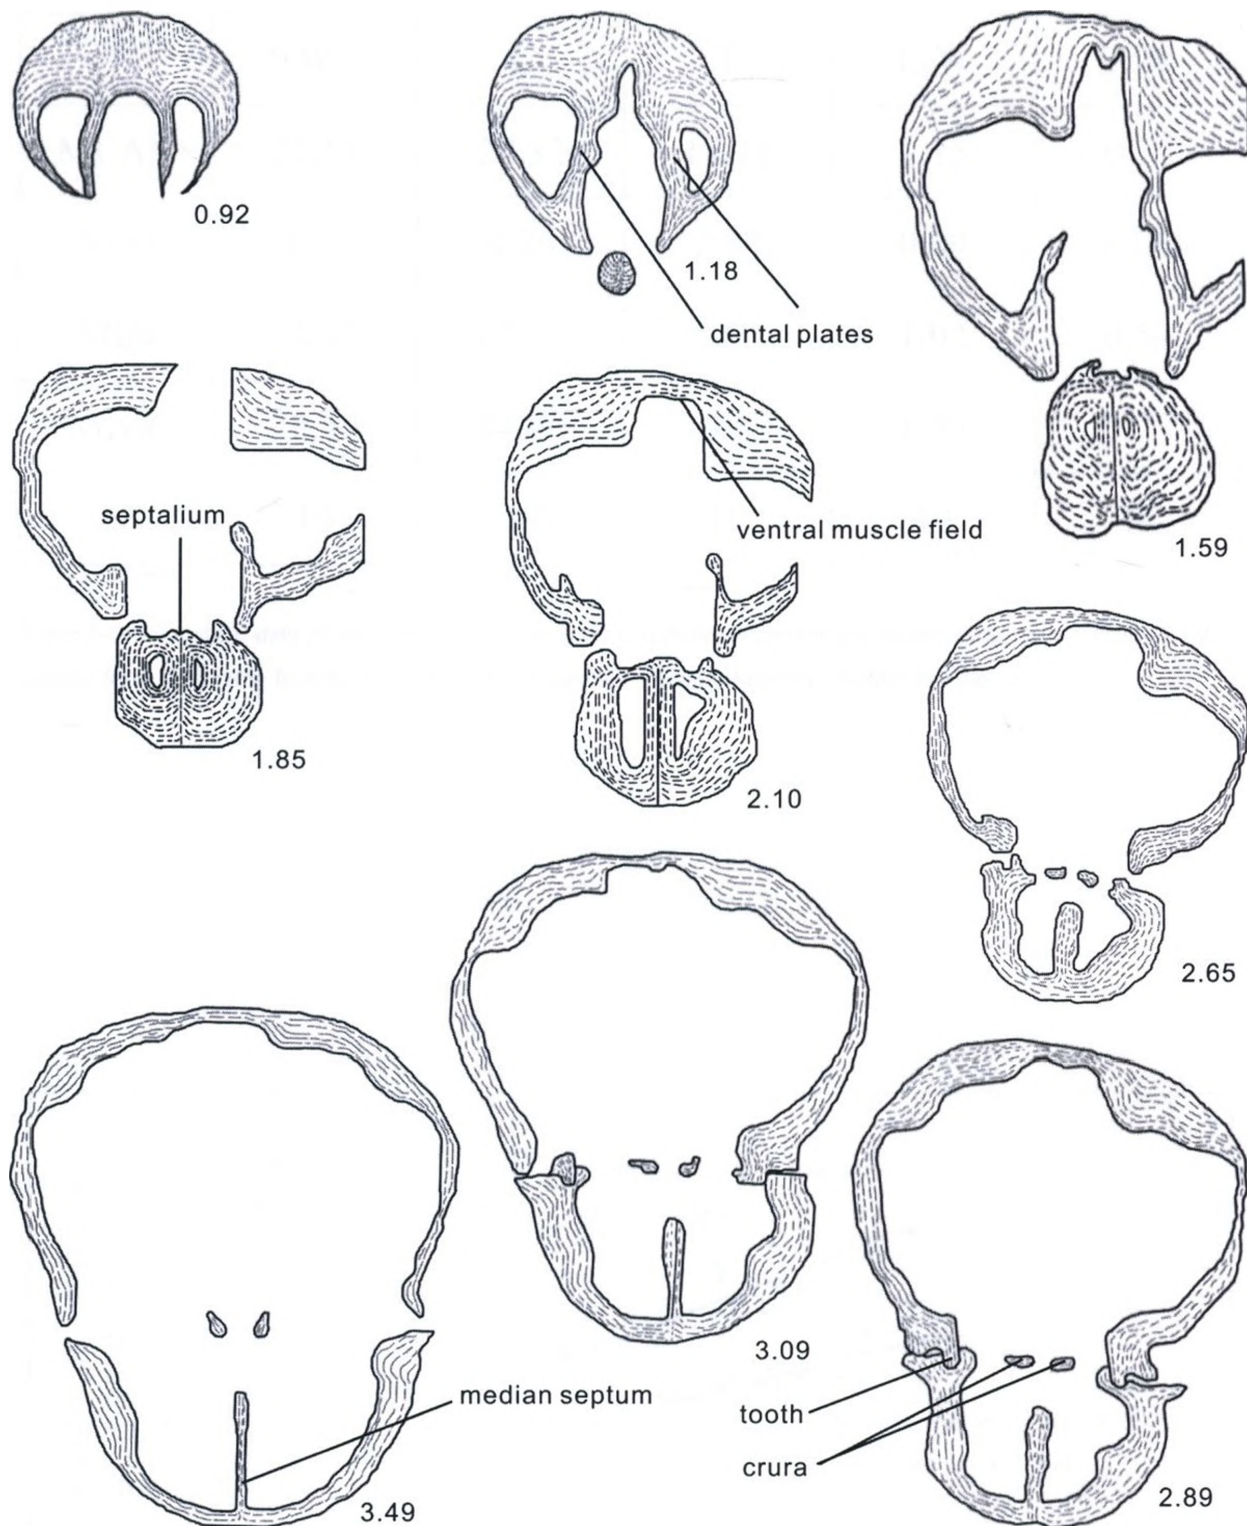 0.92
1.18
dental plates
1.59
septalium
1.85
ventral muscle field
2.10
2.65
3.49
median septum
3.09
tooth
crura
2.89